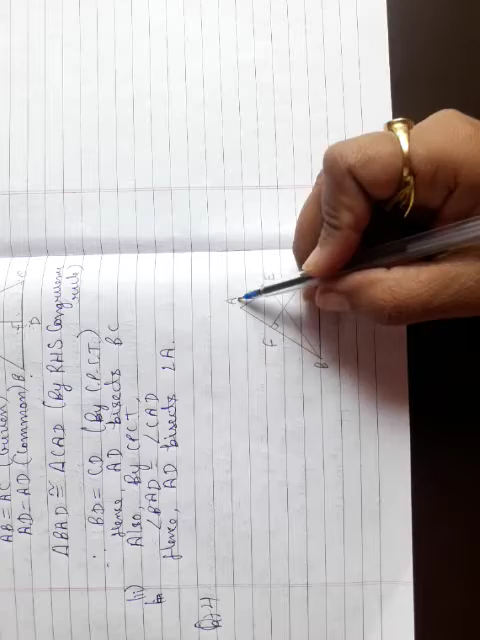 AB = AC (Given)
AD = AD (Common)
B
D
C
ΔBAD ≅ ΔCAD (By RHS Congruence rule)
∴ BD = CD (By C.P.C.T.)
Hence, AD bisects BC
(ii) Also, By CPCT,
∠BAD = ∠CAD
Hence, AD bisects ∠A.
Q.4
A
E
F
B